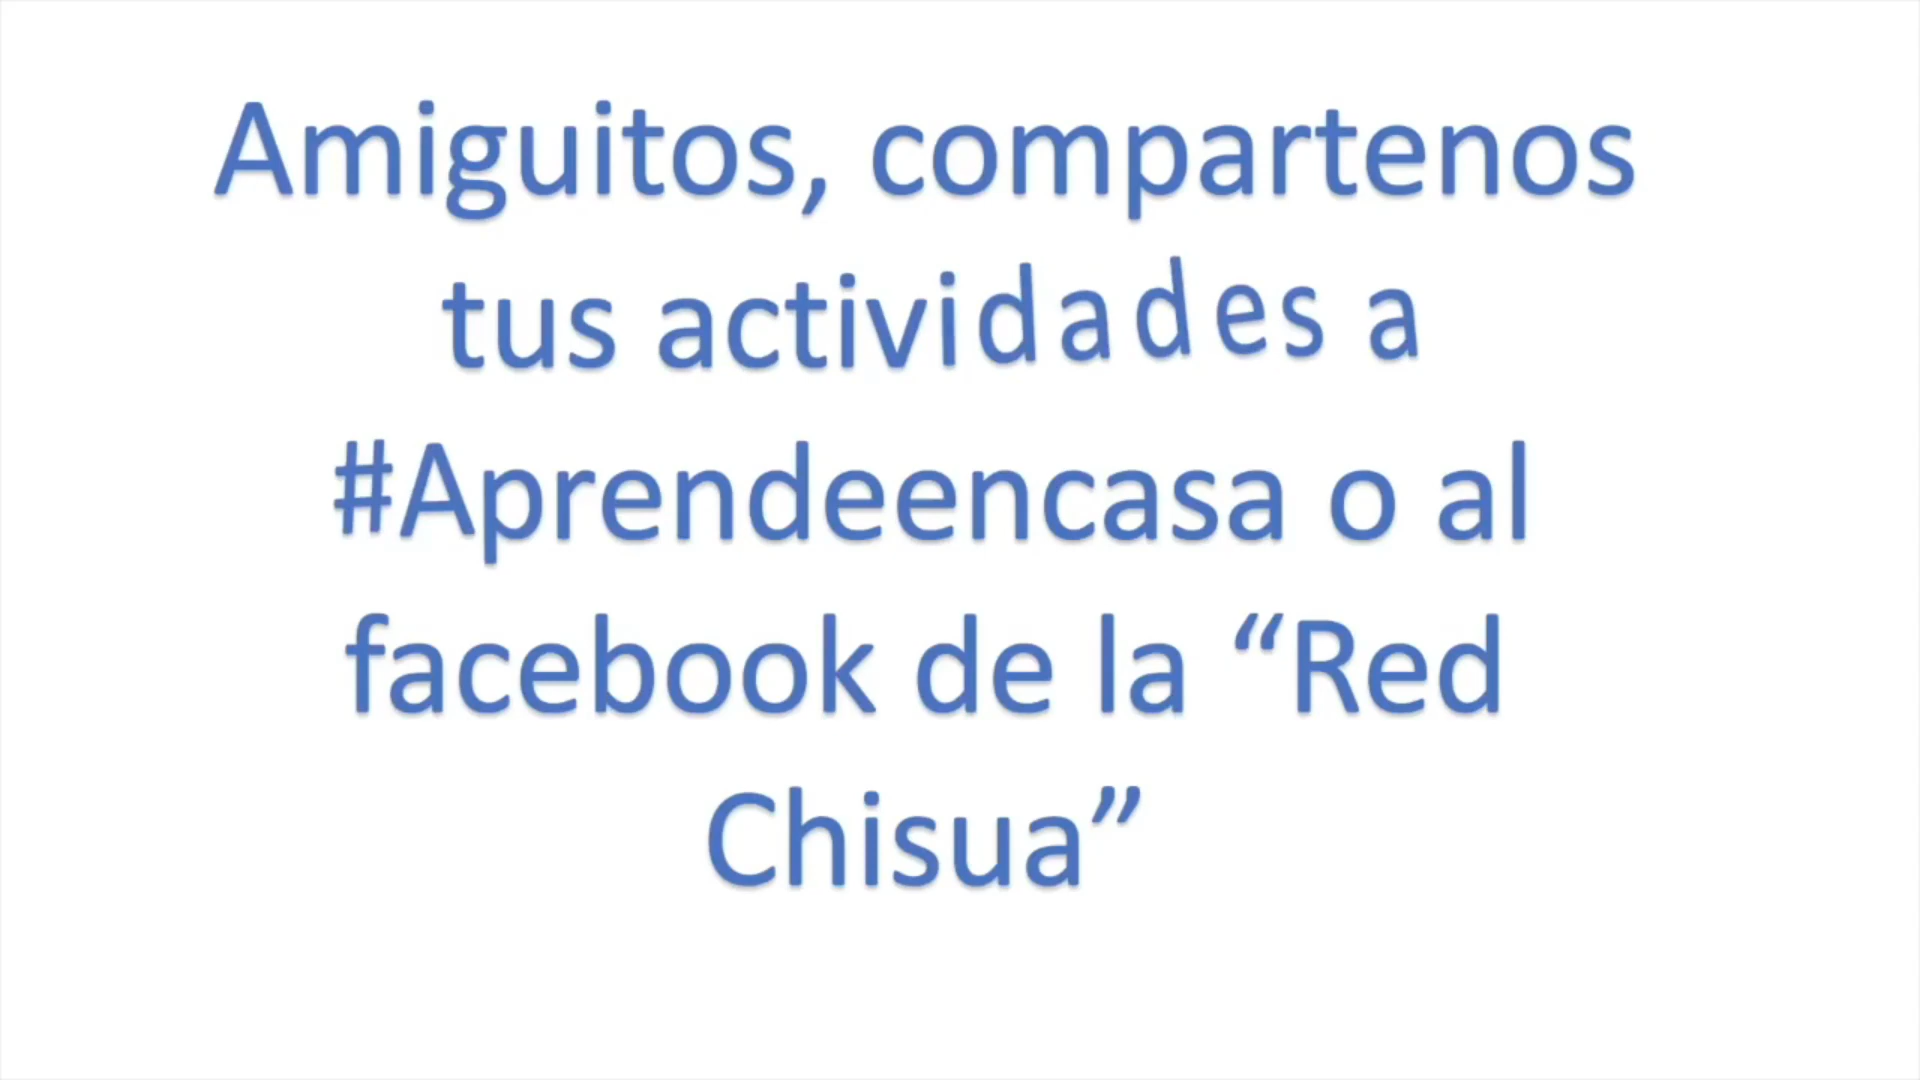 Amiguitos, compartenos
tus actividades a
#Aprendeencasa o al
facebook de la “Red
Chisua”